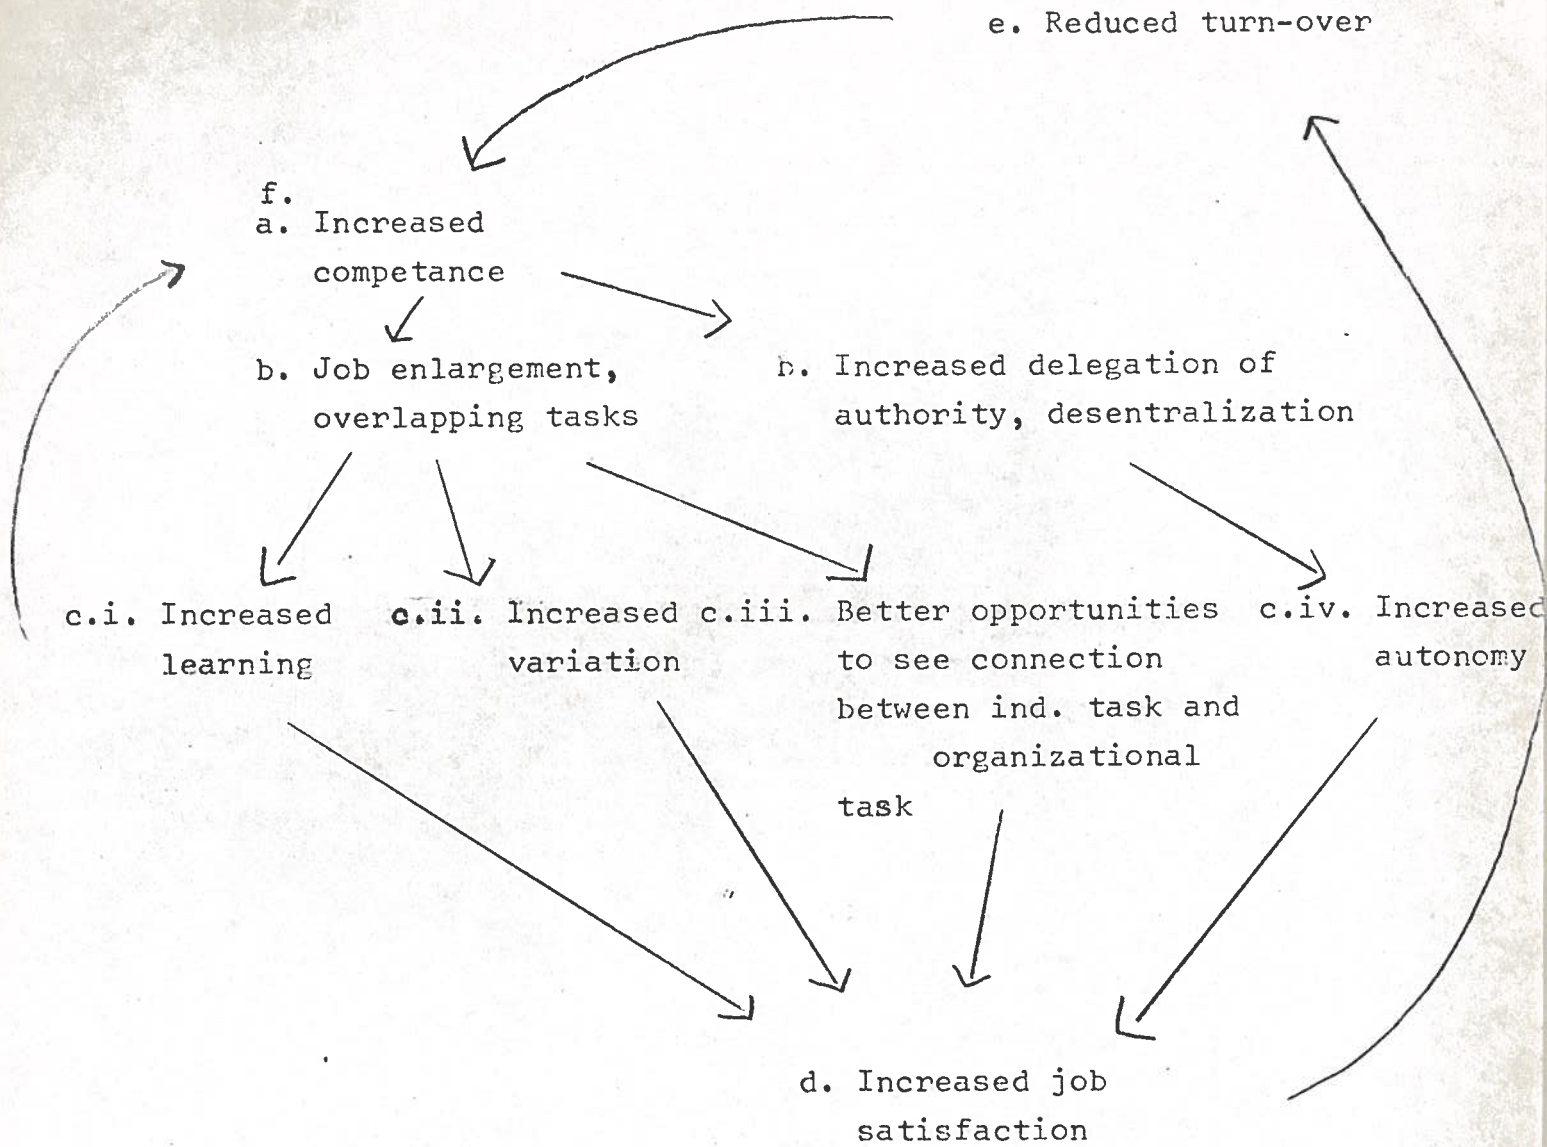 e. Reduced turn-over
f.
a. Increased
competance
b. Job enlargement,
overlapping tasks
b. Increased delegation of
authority, desentralization
c.i. Increased
learning
c.ii. Increased
variation
c.iii. Better opportunities
to see connection
between ind. task and
organizational
task
c.iv. Increased
autonomy
d. Increased job
satisfaction